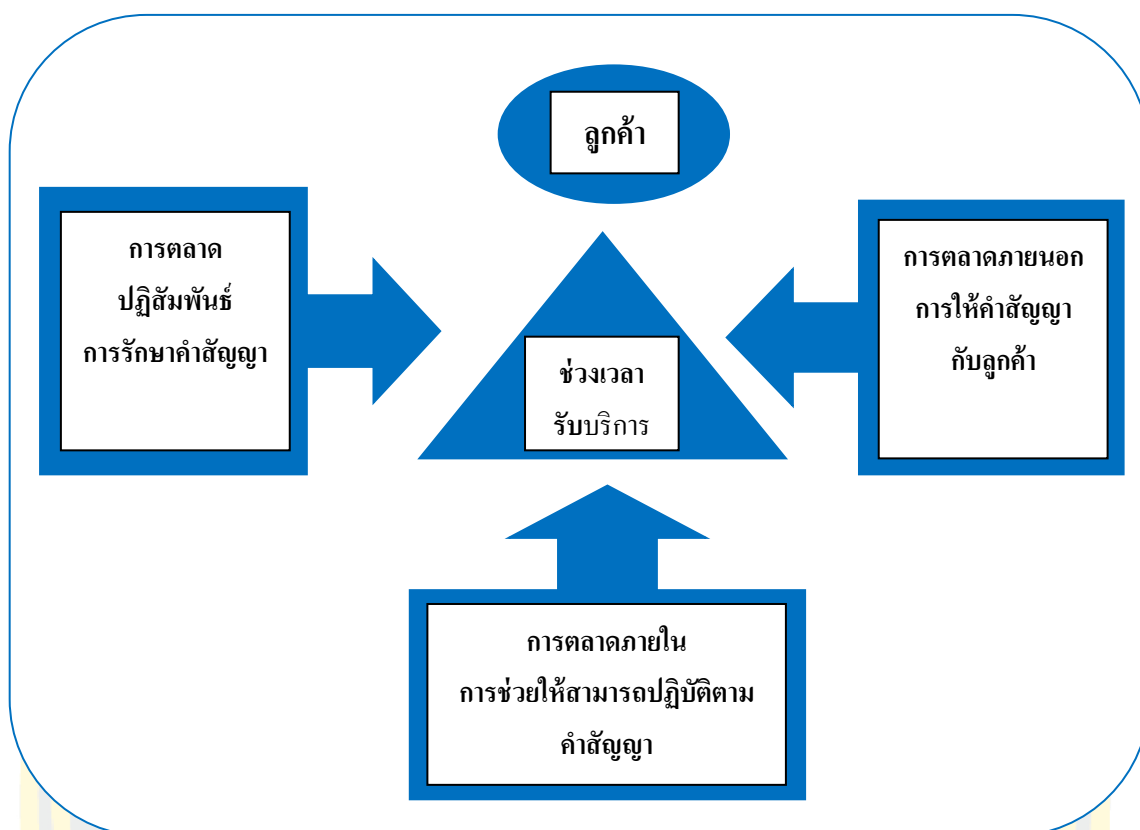 ลูกค้า
การตลาด
ปฏิสัมพันธ์
การรักษาคำสัญญา
การตลาดภายนอก
การให้คำสัญญา
กับลูกค้า
ช่วงเวลา
รับบริการ
การตลาดภายใน
การช่วยให้สามารถปฏิบัติตาม
คำสัญญา